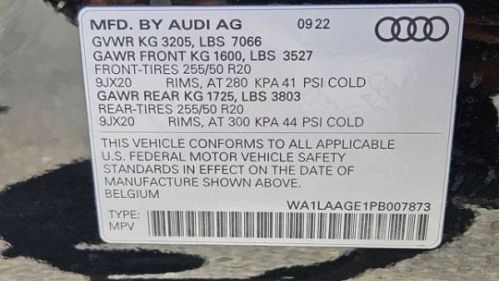 MFD. BY AUDI AG 09 22
GVWR KG 3205, LBS 7066
GAWR FRONT KG 1600, LBS 3527
FRONT-TIRES 255/50 R20
9JX20 RIMS, AT 280 KPA 41 PSI COLD
GAWR REAR KG 1725, LBS 3803
REAR-TIRES 255/50 R20
9JX20 RIMS, AT 300 KPA 44 PSI COLD
THIS VEHICLE CONFORMS TO ALL APPLICABLE
U.S. FEDERAL MOTOR VEHICLE SAFETY
STANDARDS IN EFFECT ON THE DATE OF
MANUFACTURE SHOWN ABOVE.
BELGIUM
WA1LAAGE1PB007873
TYPE:
MPV